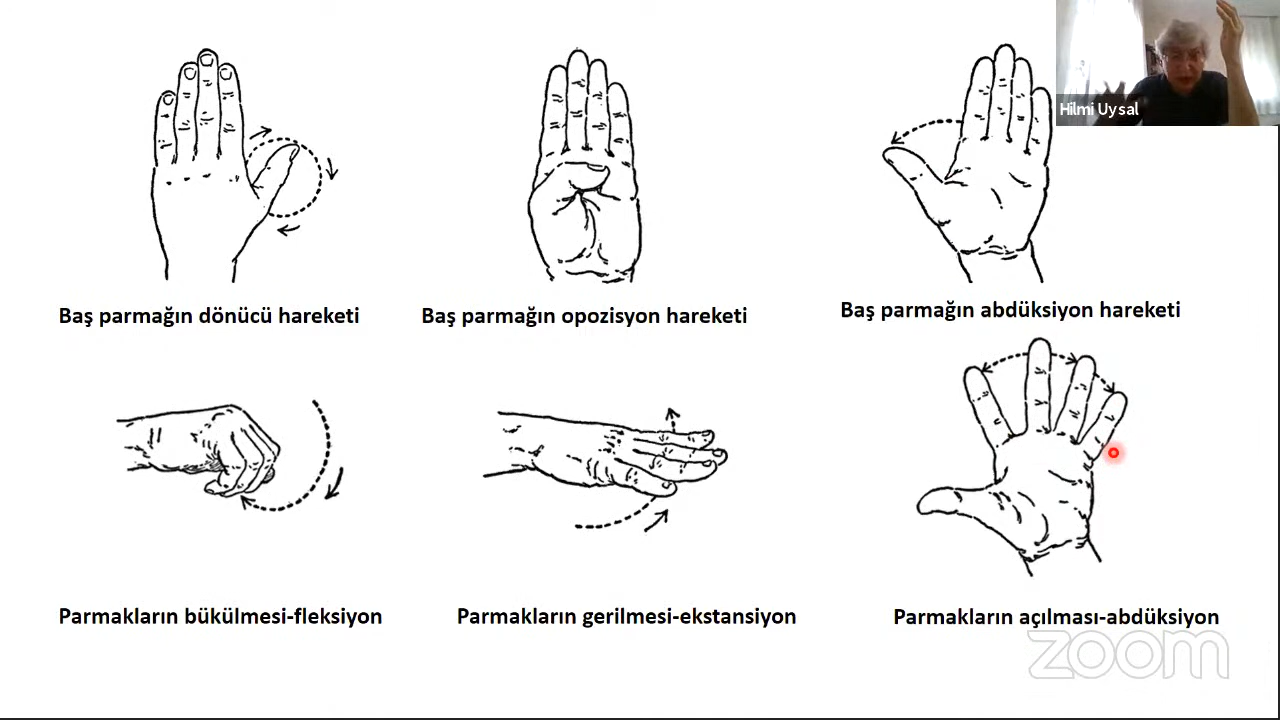 Hilmi Uysal
Baş parmağın dönücü hareketi
Baş parmağın opozisyon hareketi
Baş parmağın abdüksiyon hareketi
Parmakların bükülmesi-fleksiyon
Parmakların gerilmesi-ekstansiyon
Parmakların açılması-abdüksiyon
zoom